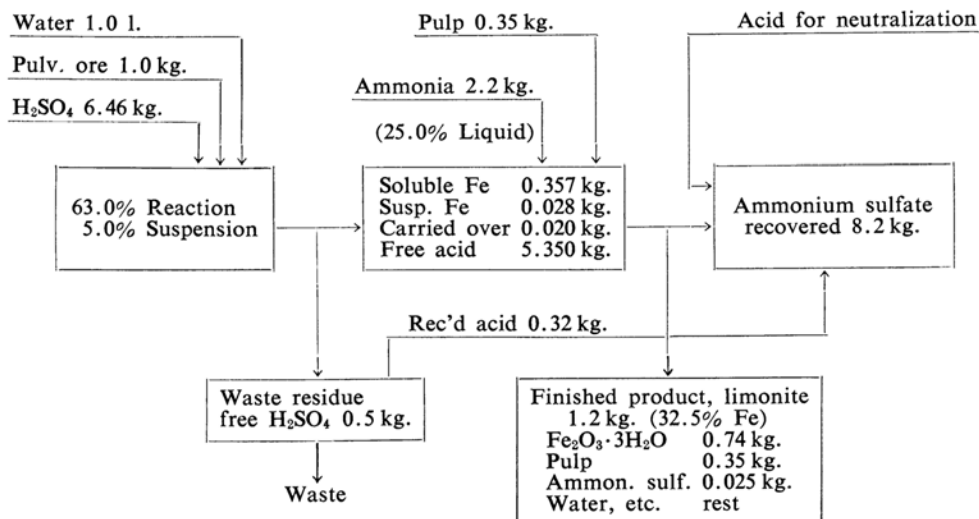 Water 1.0 l.
Pulv. ore 1.0 kg.
H₂SO₄ 6.46 kg.
Pulp 0.35 kg.
Ammonia 2.2 kg.
(25.0% Liquid)
Acid for neutralization
63.0% Reaction
5.0% Suspension
Soluble Fe 0.357 kg.
Susp. Fe 0.028 kg.
Carried over 0.020 kg.
Free acid 5.350 kg.
Ammonium sulfate
recovered 8.2 kg.
Rec'd acid 0.32 kg.
Waste residue
free H₂SO₄ 0.5 kg.
Waste
Finished product, limonite
1.2 kg. (32.5% Fe)
Fe₂O₃·3H₂O 0.74 kg.
Pulp 0.35 kg.
Ammon. sulf. 0.025 kg.
Water, etc. rest